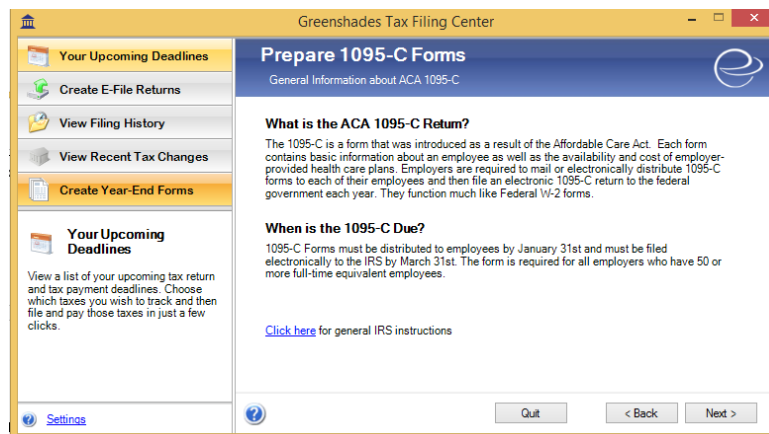 Greenshades Tax Filing Center
Your Upcoming Deadlines
Create E-File Returns
View Filing History
View Recent Tax Changes
Create Year-End Forms
Your Upcoming
Deadlines
View a list of your upcoming tax return
and tax payment deadlines. Choose
which taxes you wish to track and then
file and pay those taxes in just a few
clicks.
Settings
Prepare 1095-C Forms
General Information about ACA 1095-C
What is the ACA 1095-C Return?
The 1095-C is a form that was introduced as a result of the Affordable Care Act. Each form
contains basic information about an employee as well as the availability and cost of employer-
provided health care plans. Employers are required to mail or electronically distribute 1095-C
forms to each of their employees and then file an electronic 1095-C return to the federal
government each year. They function much like Federal W-2 forms.
When is the 1095-C Due?
1095-C Forms must be distributed to employees by January 31st and must be filed
electronically to the IRS by March 31st. The form is required for all employers who have 50 or
more full-time equivalent employees.
Click here for general IRS instructions
Quit
< Back
Next >